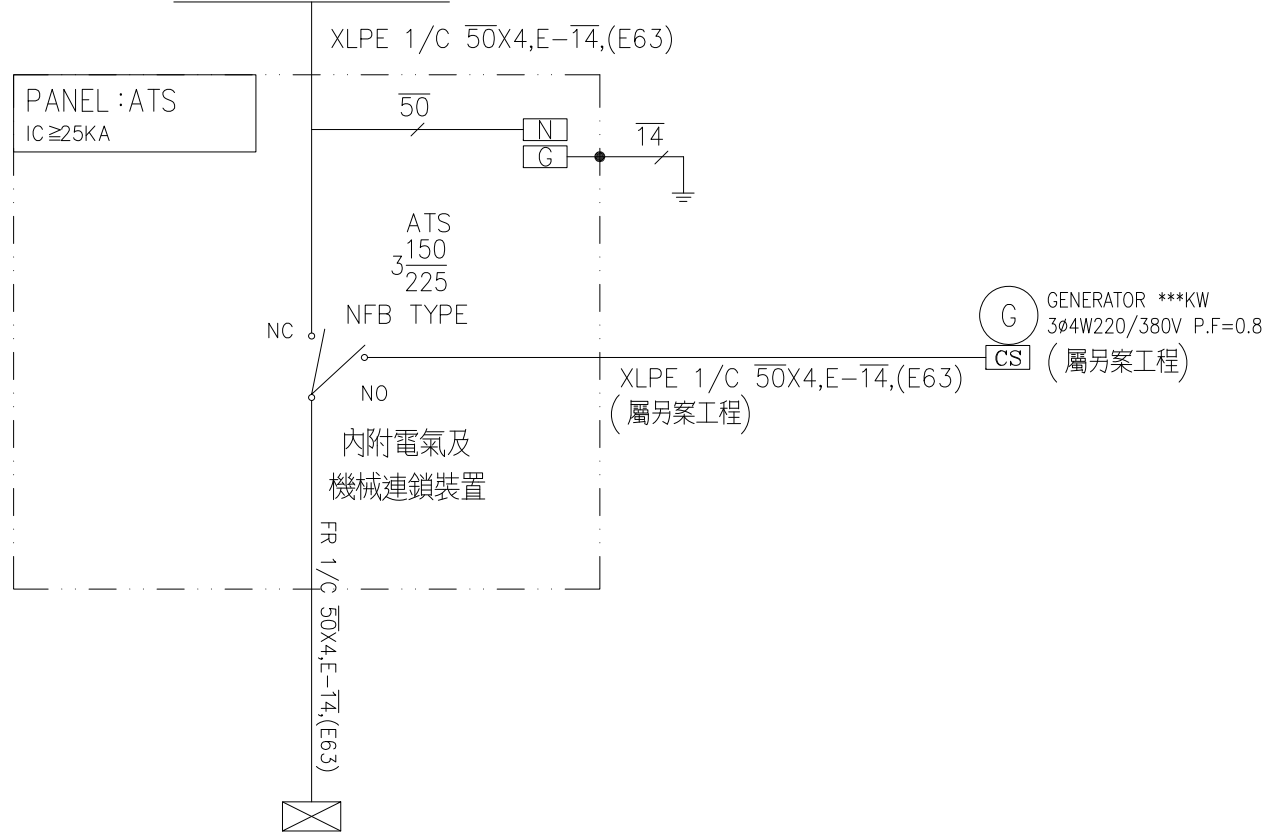 XLPE 1/C 50X4,E-14,(E63)
PANEL:ATS
IC≧25KA
50
N
G
14
ATS
3 150
225
NFB TYPE
NC
NO
G
GENERATOR ***KW
3ø4W220/380V P.F=0.8
CS
(屬另案工程)
XLPE 1/C 50X4,E-14,(E63)
(屬另案工程)
內附電氣及
機械連鎖裝置
FR 1/C 50X4,E-14,(E63)